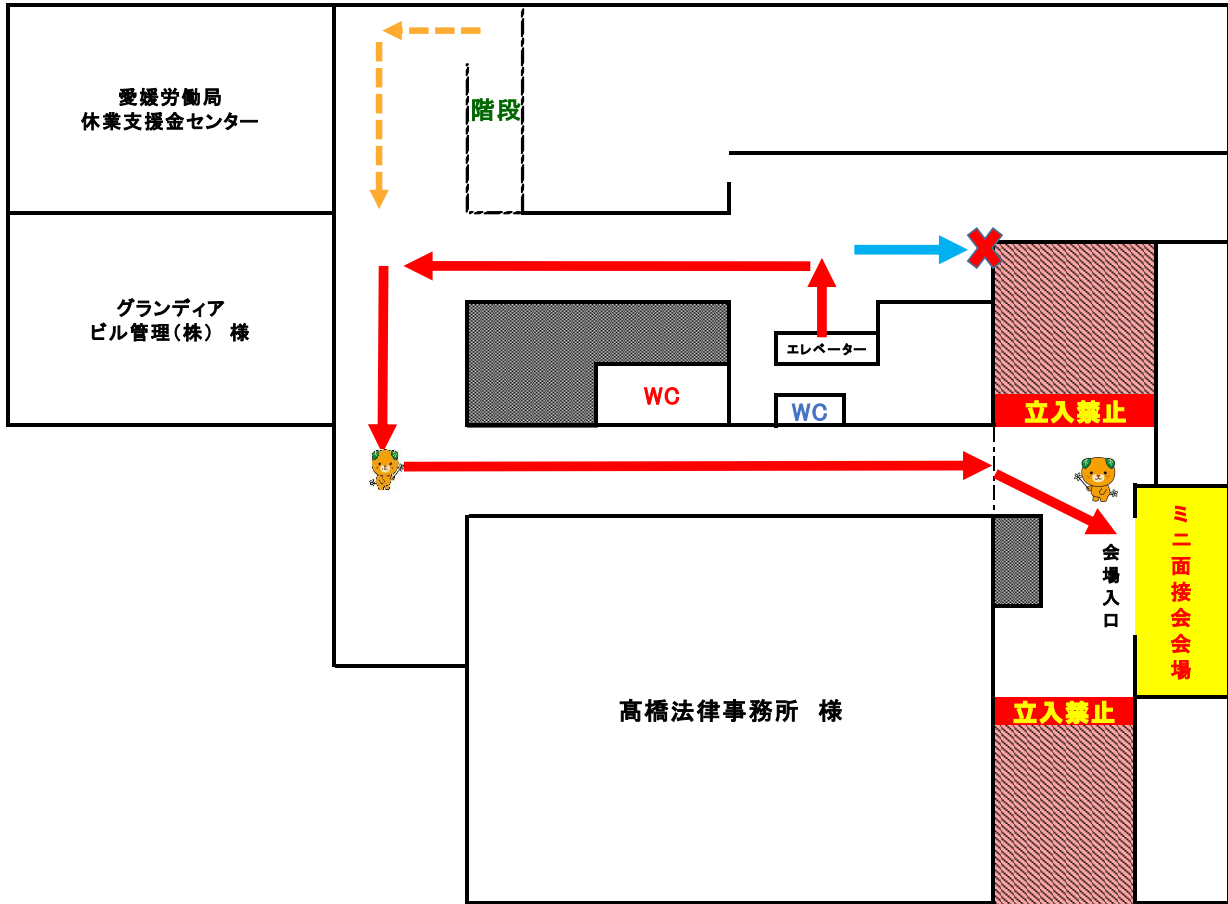 愛媛労働局
休業支援金センター
階段
グランディア
ビル管理(株) 様
エレベーター
WC
WC
立入禁止
ミニ面接会会場
会場入口
髙橋法律事務所 様
立入禁止